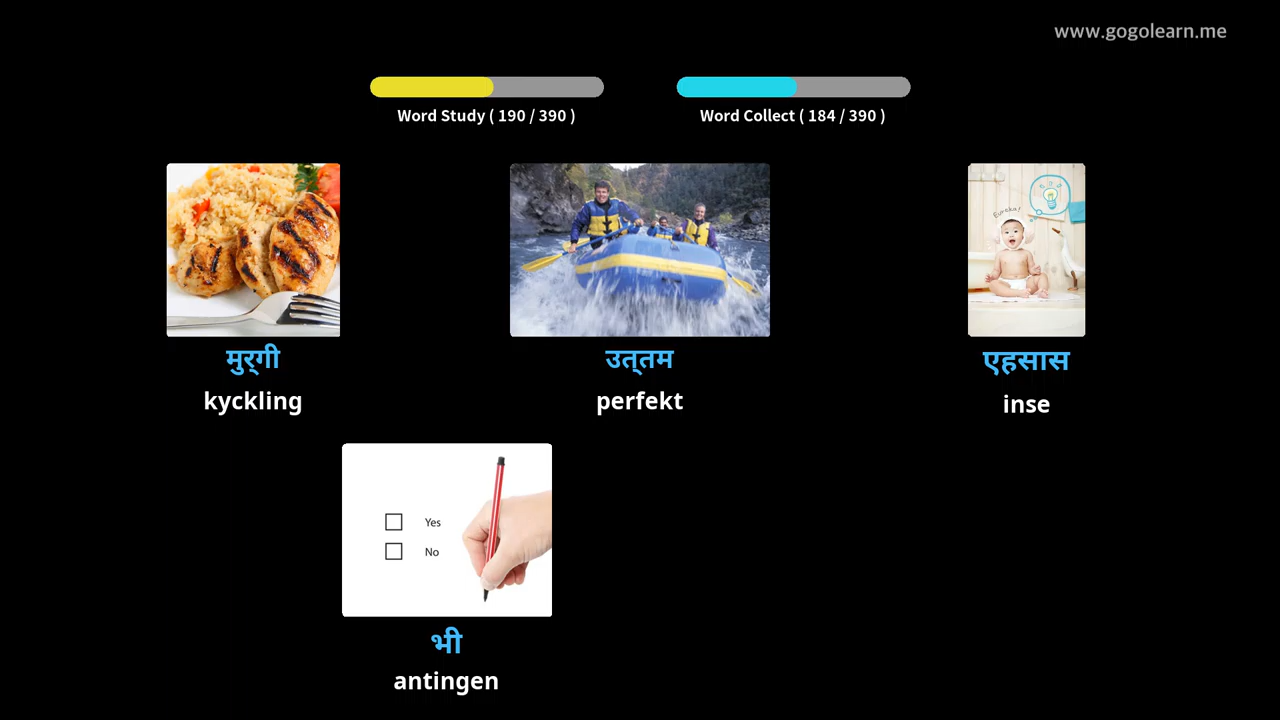 www.gogolearn.me
Word Study ( 190 / 390 )
Word Collect ( 184 / 390 )
Eureka!
मुर्गी
kyckling
उत्तम
perfekt
एहसास
inse
Yes
No
भी
antingen